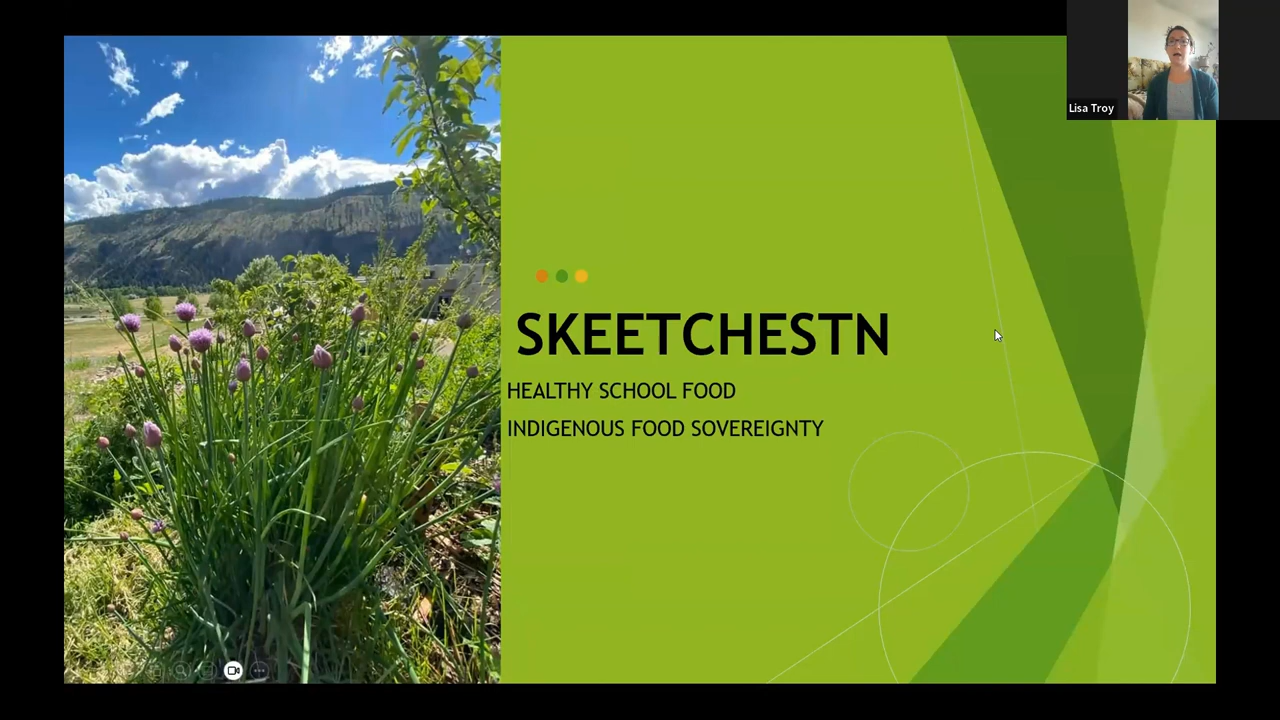 Lisa Troy
SKEETCHESTN
HEALTHY SCHOOL FOOD
INDIGENOUS FOOD SOVEREIGNTY